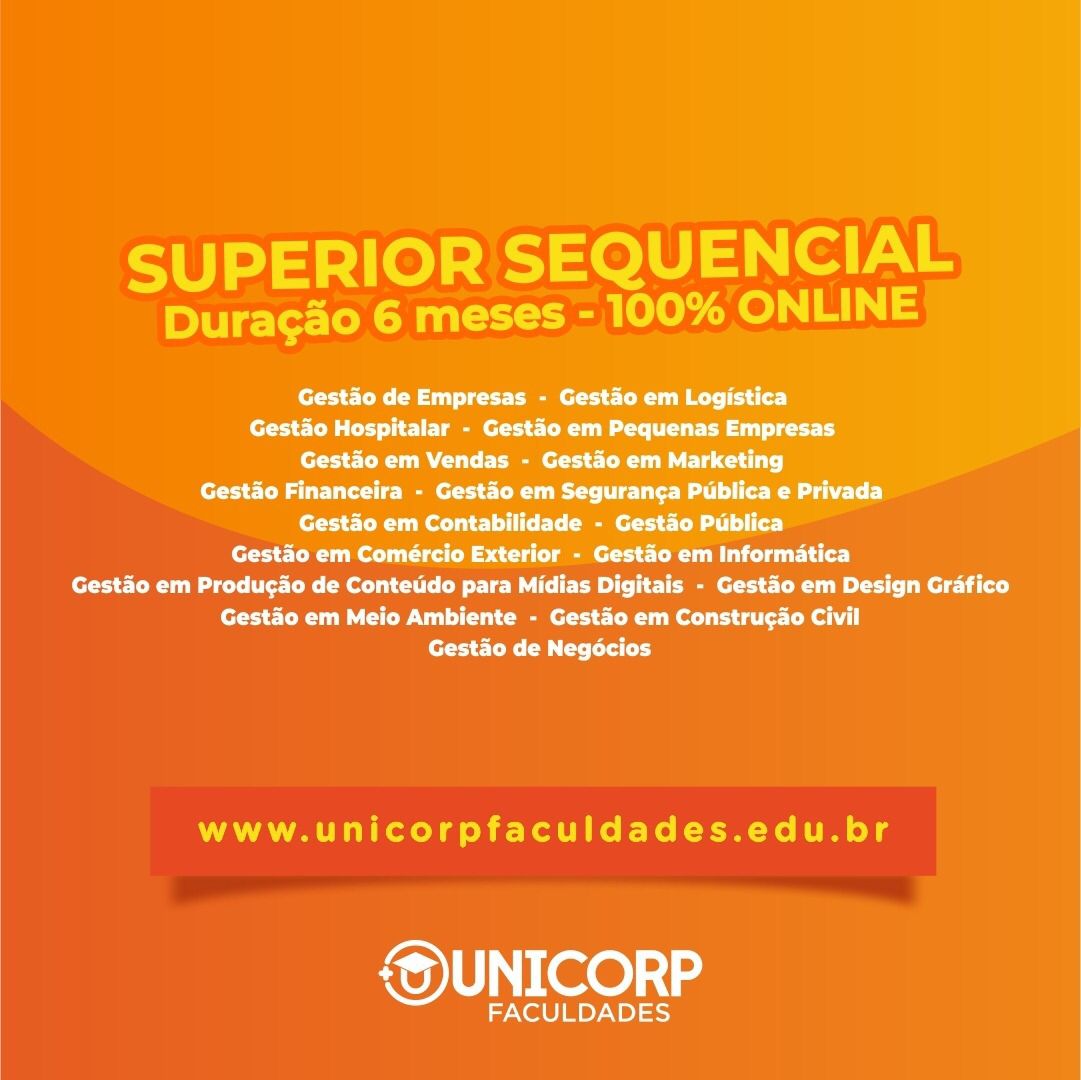 SUPERIOR SEQUENCIAL
Duração 6 meses - 100% ONLINE
Gestão de Empresas - Gestão em Logística
Gestão Hospitalar - Gestão em Pequenas Empresas
Gestão em Vendas - Gestão em Marketing
Gestão Financeira - Gestão em Segurança Pública e Privada
Gestão em Contabilidade - Gestão Pública
Gestão em Comércio Exterior - Gestão em Informática
Gestão em Produção de Conteúdo para Mídias Digitais - Gestão em Design Gráfico
Gestão em Meio Ambiente - Gestão em Construção Civil
Gestão de Negócios
www.unicorpfaculdades.edu.br
UNICORP
FACULDADES